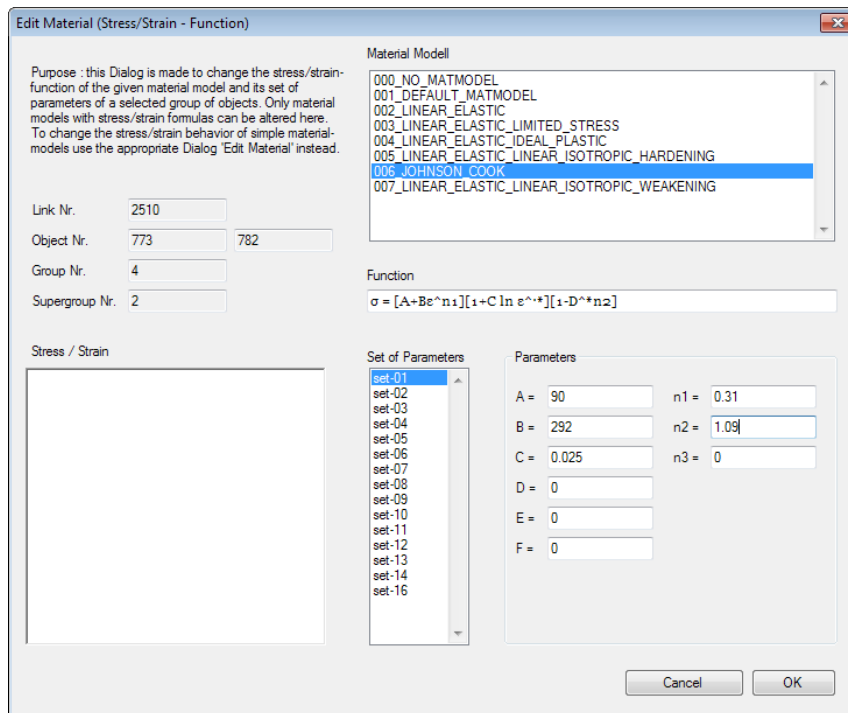 Edit Material (Stress/Strain - Function)
Purpose : this Dialog is made to change the stress/strain-
function of the given material model and its set of
parameters of a selected group of objects. Only material
models with stress/strain formulas can be altered here.
To change the stress/strain behavior of simple material-
models use the appropriate Dialog 'Edit Material' instead.
Material Modell
000_NO_MATMODEL
001_DEFAULT_MATMODEL
002_LINEAR_ELASTIC
003_LINEAR_ELASTIC_LIMITED_STRESS
004_LINEAR_ELASTIC_IDEAL_PLASTIC
005_LINEAR_ELASTIC_LINEAR_ISOTROPIC_HARDENING
006_JOHNSON_COOK
007_LINEAR_ELASTIC_LINEAR_ISOTROPIC_WEAKENING
Link Nr. 2510
Object Nr. 773 782
Group Nr. 4
Supergroup Nr. 2
Function
σ = [A+Bε^n1][1+C ln ε^·*][1-D^*n2]
Stress / Strain
Set of Parameters
set-01
set-02
set-03
set-04
set-05
set-06
set-07
set-08
set-09
set-10
set-11
set-12
set-13
set-14
set-16
Parameters
A = 90 n1 = 0.31
B = 292 n2 = 1.09
C = 0.025 n3 = 0
D = 0
E = 0
F = 0
Cancel OK